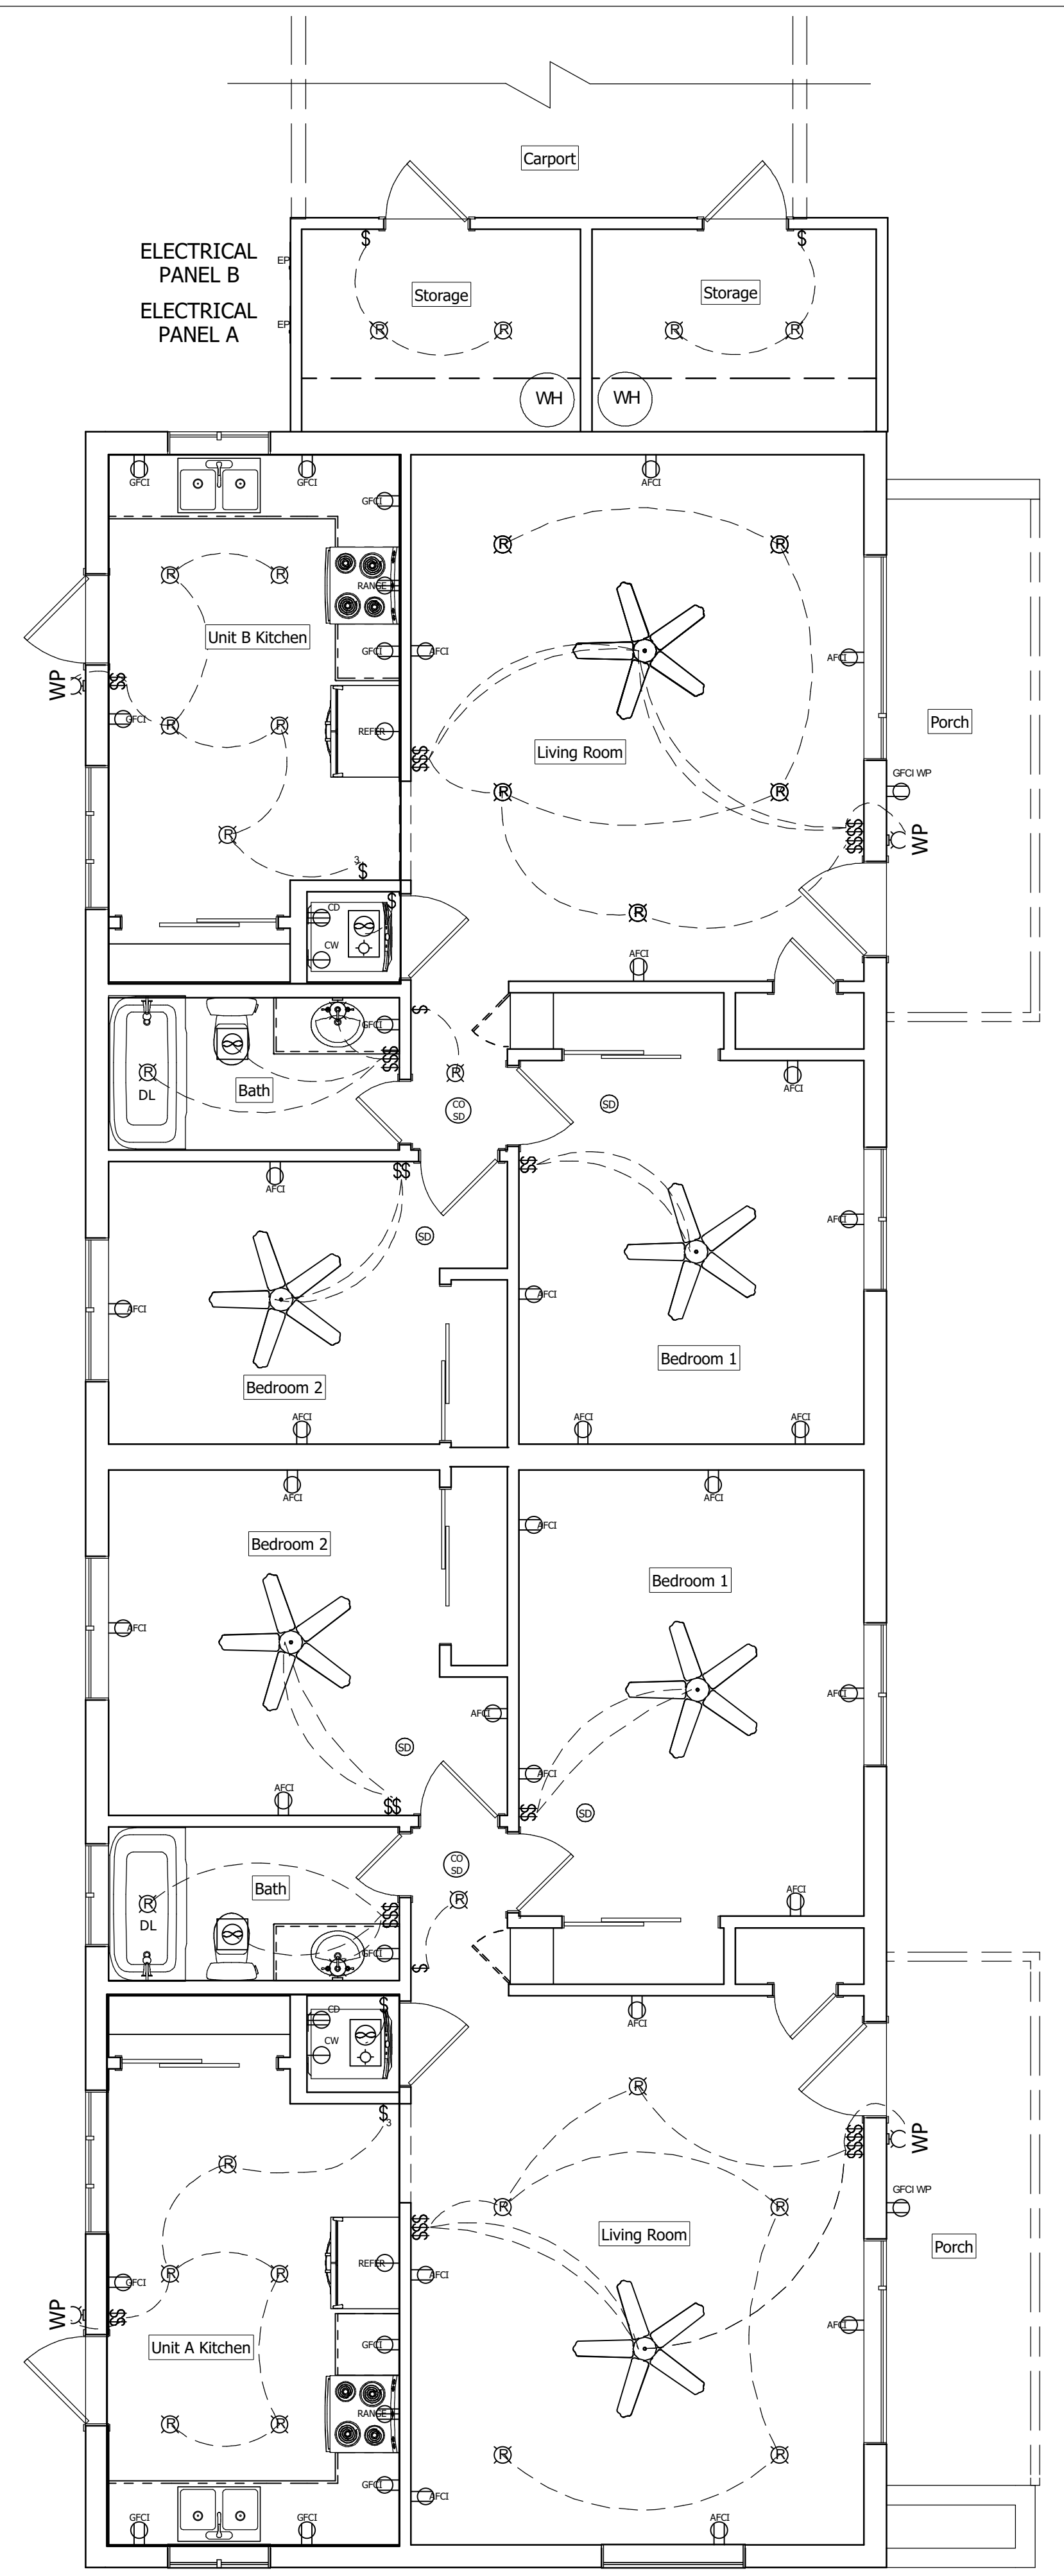 Carport
ELECTRICAL
PANEL B
EP
ELECTRICAL
PANEL A
EP
$
$
Storage
Storage
R
R
R
R
WH
WH
GFCI
GFCI
AFCI
GFCI
R
R
R
R
RANGE
Unit B Kitchen
GFCI
AFCI
AFCI
WP
$$
GFCI
R
R
REFER
Porch
Living Room
$$$
GFCI WP
R
R
R
$$$$
WP
3
$
$
CD
CW
R
AFCI
$
GFCI
$$$
R
DL
Bath
R
CO
SD
SD
AFCI
$$
AFCI
$$
SD
AFCI
AFCI
AFCI
Bedroom 1
Bedroom 2
AFCI
AFCI
AFCI
AFCI
AFCI
AFCI
Bedroom 2
Bedroom 1
AFCI
AFCI
AFCI
SD
AFCI
AFCI
$$
$$
SD
CO
SD
Bath
R
DL
R
AFCI
$$$
GFCI
$
$
CD
CW
AFCI
R
$
3
R
$$$$
WP
GFCI WP
R
R
$$$
Living Room
Porch
REFER
AFCI
R
R
GFCI
WP
$$
Unit A Kitchen
GFCI
AFCI
RANGE
R
R
R
R
GFCI
AFCI
GFCI
GFCI
AFCI